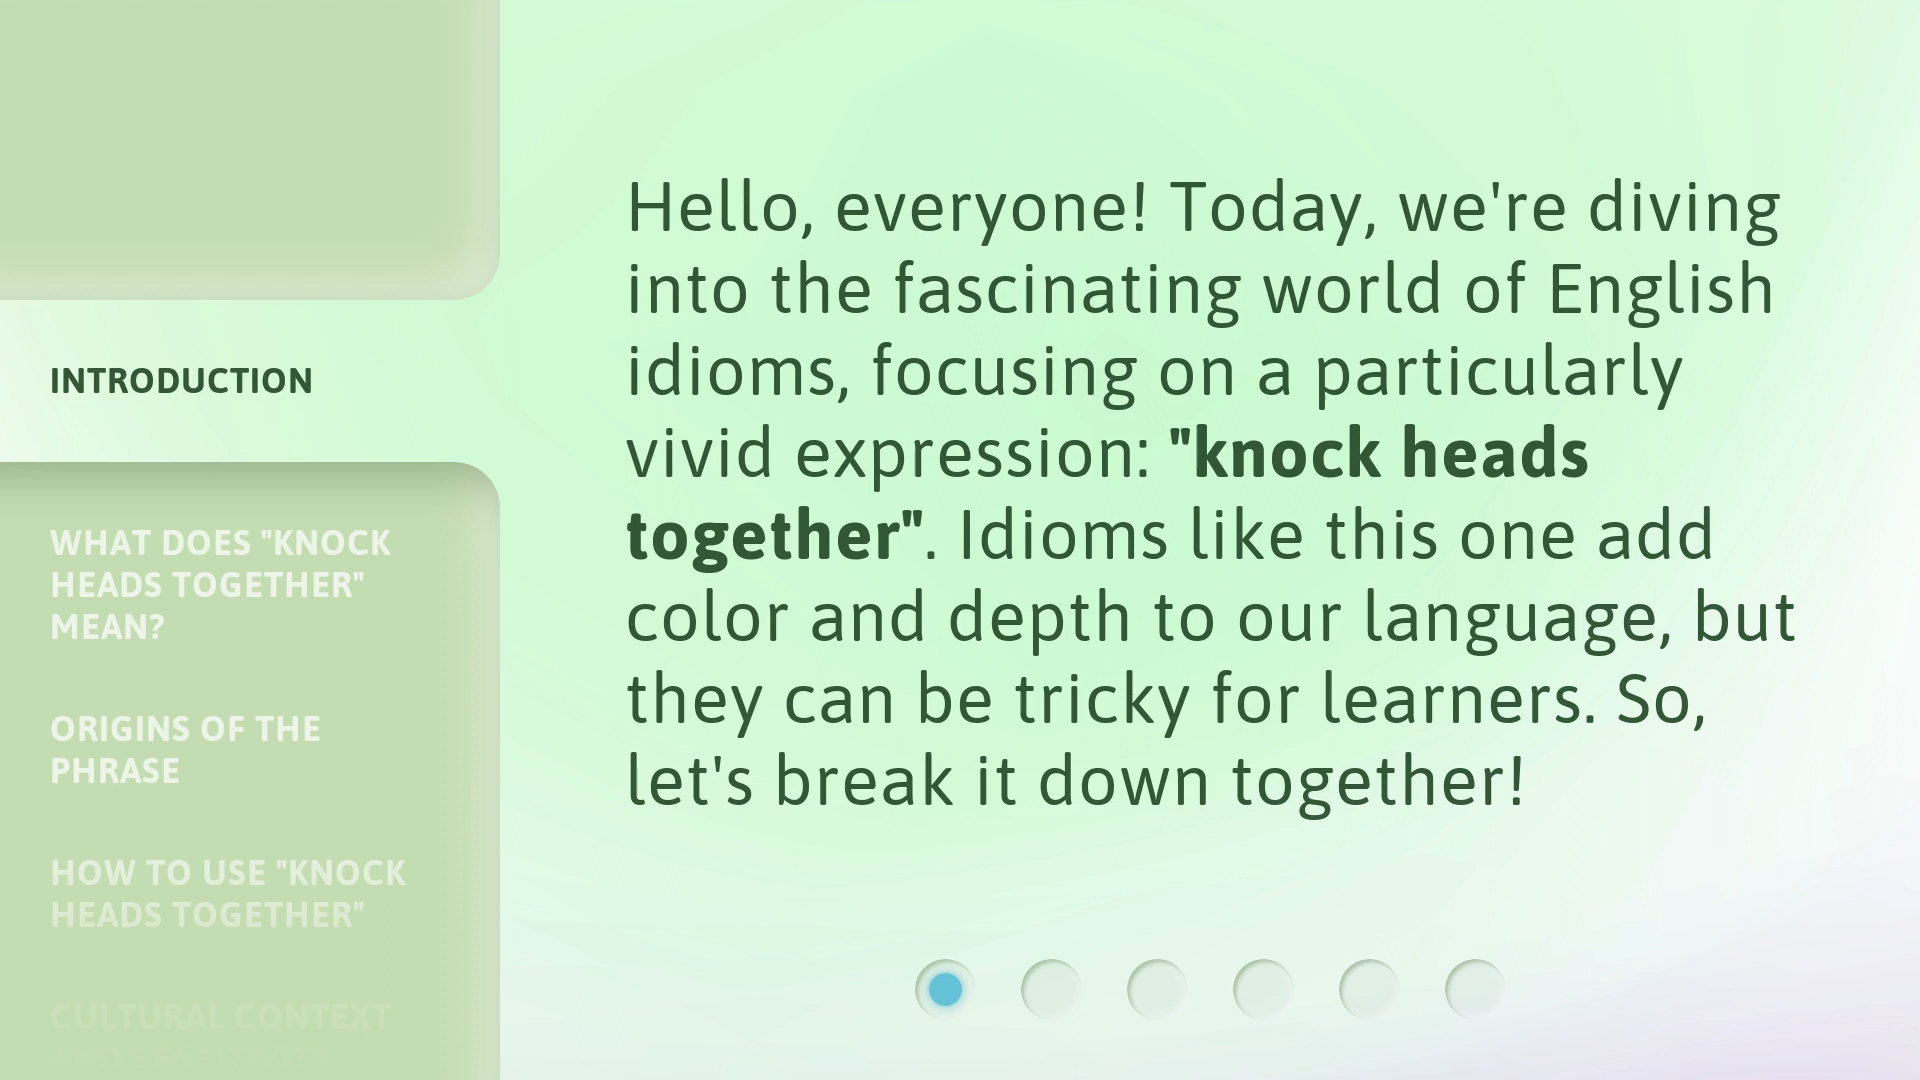 INTRODUCTION
WHAT DOES "KNOCK
HEADS TOGETHER"
MEAN?
ORIGINS OF THE
PHRASE
HOW TO USE "KNOCK
HEADS TOGETHER"
CULTURAL CONTEXT
AND SENSITIVITY
Hello, everyone! Today, we're diving
into the fascinating world of English
idioms, focusing on a particularly
vivid expression: "knock heads
together". Idioms like this one add
color and depth to our language, but
they can be tricky for learners. So,
let's break it down together!